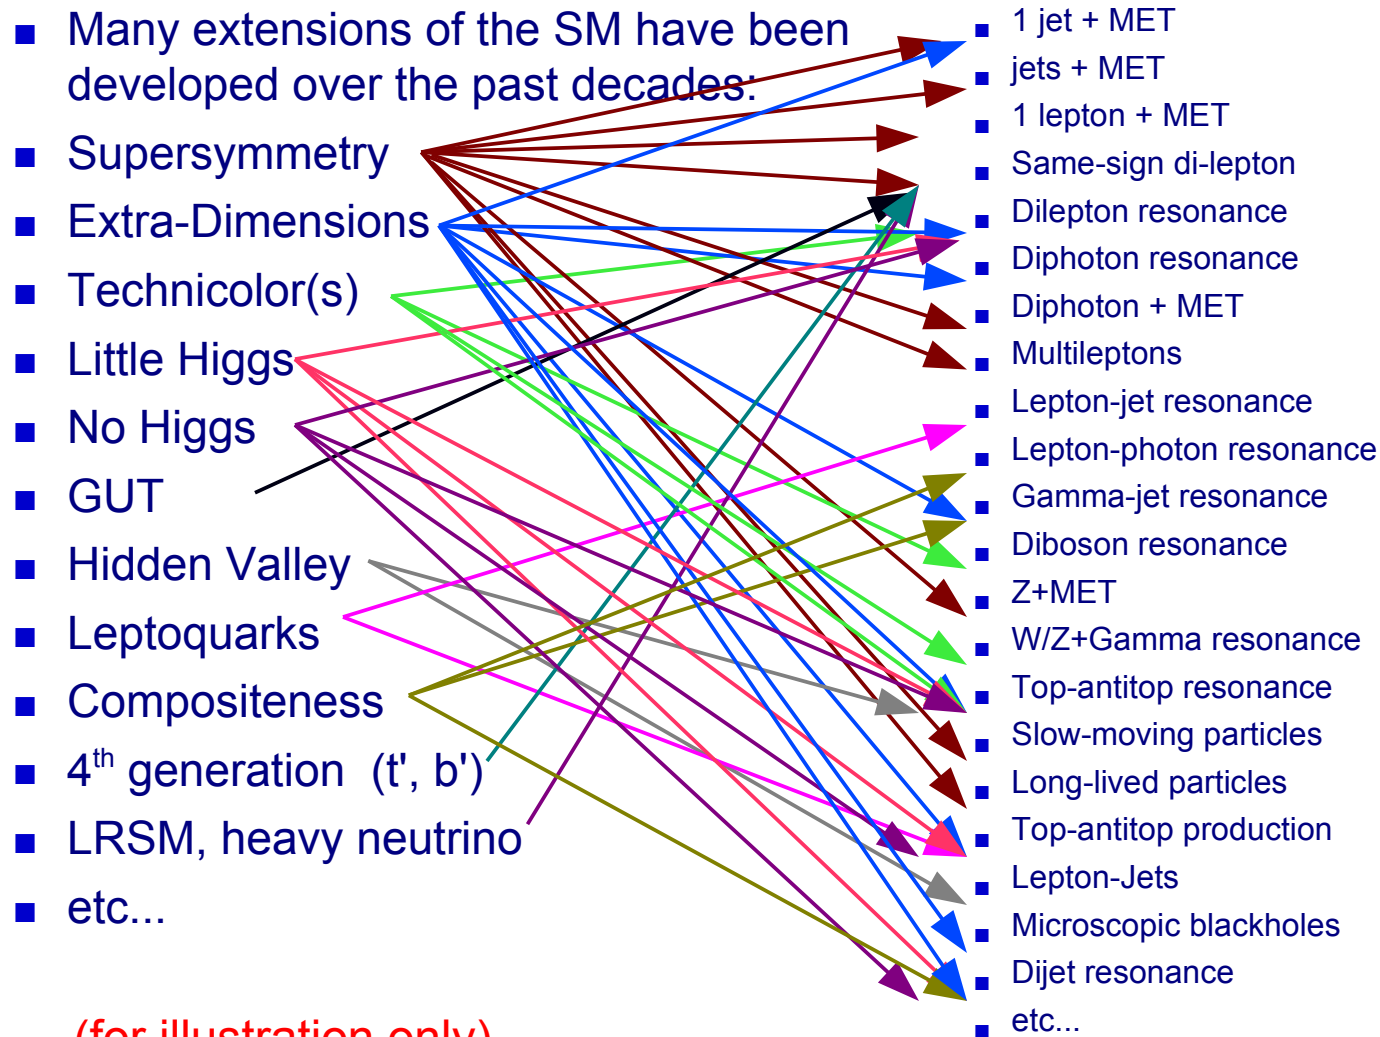 Many extensions of the SM have been
developed over the past decades:
Supersymmetry
Extra-Dimensions
Technicolor(s)
Little Higgs
No Higgs
GUT
Hidden Valley
Leptoquarks
Compositeness
4th generation (t', b')
LRSM, heavy neutrino
etc...
(for illustration only)
1 jet + MET
jets + MET
1 lepton + MET
Same-sign di-lepton
Dilepton resonance
Diphoton resonance
Diphoton + MET
Multileptons
Lepton-jet resonance
Lepton-photon resonance
Gamma-jet resonance
Diboson resonance
Z+MET
W/Z+Gamma resonance
Top-antitop resonance
Slow-moving particles
Long-lived particles
Top-antitop production
Lepton-Jets
Microscopic blackholes
Dijet resonance
etc...